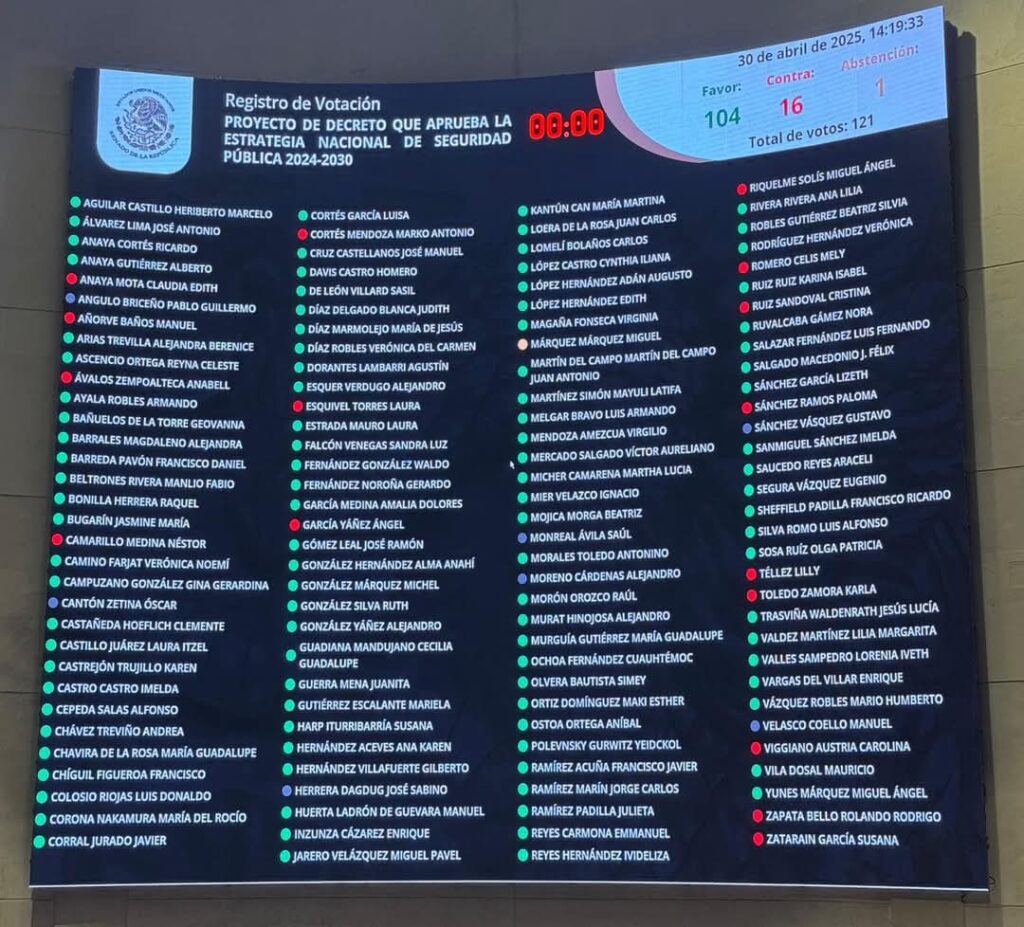 30 de abril de 2025, 14:19:33
Favor:
104
Contra:
16
Abstención:
1
Total de votos: 121
Registro de Votación
PROYECTO DE DECRETO QUE APRUEBA LA
ESTRATEGIA NACIONAL DE SEGURIDAD
PÚBLICA 2024-2030
00:00
AGUILAR CASTILLO HERIBERTO MARCELO
ÁLVAREZ LIMA JOSÉ ANTONIO
ANAYA CORTÉS RICARDO
ANAYA GUTIÉRREZ ALBERTO
ANAYA MOTA CLAUDIA EDITH
ANGULO BRICEÑO PABLO GUILLERMO
AÑORVE BAÑOS MANUEL
ARIAS TREVILLA ALEJANDRA BERENICE
ASCENCIO ORTEGA REYNA CELESTE
ÁVALOS ZEMPOALTECA ANABELL
AYALA ROBLES ARMANDO
BAÑUELOS DE LA TORRE GEOVANNA
BARRALES MAGDALENO ALEJANDRA
BARREDA PAVÓN FRANCISCO DANIEL
BELTRONES RIVERA MANLIO FABIO
BONILLA HERRERA RAQUEL
BUGARÍN JASMINE MARÍA
CAMARILLO MEDINA NÉSTOR
CAMINO FARJAT VERÓNICA NOEMÍ
CAMPUZANO GONZÁLEZ GINA GERARDINA
CANTÓN ZETINA ÓSCAR
CASTAÑEDA HOEFLICH CLEMENTE
CASTILLO JUÁREZ LAURA ITZEL
CASTREJÓN TRUJILLO KAREN
CASTRO CASTRO IMELDA
CEPEDA SALAS ALFONSO
CHÁVEZ TREVIÑO ANDREA
CHAVIRA DE LA ROSA MARÍA GUADALUPE
CHÍGUIL FIGUEROA FRANCISCO
COLOSIO RIOJAS LUIS DONALDO
CORONA NAKAMURA MARÍA DEL ROCÍO
CORRAL JURADO JAVIER
CORTÉS GARCÍA LUISA
CORTÉS MENDOZA MARKO ANTONIO
CRUZ CASTELLANOS JOSÉ MANUEL
DAVIS CASTRO HOMERO
DE LEÓN VILLARD SASIL
DÍAZ DELGADO BLANCA JUDITH
DÍAZ MARMOLEJO MARÍA DE JESÚS
DÍAZ ROBLES VERÓNICA DEL CARMEN
DORANTES LAMBARRI AGUSTÍN
ESQUER VERDUGO ALEJANDRO
ESQUIVEL TORRES LAURA
ESTRADA MAURO LAURA
FALCÓN VENEGAS SANDRA LUZ
FERNÁNDEZ GONZÁLEZ WALDO
FERNÁNDEZ NOROÑA GERARDO
GARCÍA MEDINA AMALIA DOLORES
GARCÍA YÁÑEZ ÁNGEL
GÓMEZ LEAL JOSÉ RAMÓN
GONZÁLEZ HERNÁNDEZ ALMA ANAHÍ
GONZÁLEZ MÁRQUEZ MICHEL
GONZÁLEZ SILVA RUTH
GONZÁLEZ YÁÑEZ ALEJANDRO
GUADIANA MANDUJANO CECILIA
GUADALUPE
GUERRA MENA JUANITA
GUTIÉRREZ ESCALANTE MARIELA
HARP ITURRIBARRÍA SUSANA
HERNÁNDEZ ACEVES ANA KAREN
HERNÁNDEZ VILLAFUERTE GILBERTO
HERRERA DAGDUG JOSÉ SABINO
HUERTA LADRÓN DE GUEVARA MANUEL
INZUNZA CÁZAREZ ENRIQUE
JARERO VELÁZQUEZ MIGUEL PAVEL
KANTÚN CAN MARÍA MARTINA
LOERA DE LA ROSA JUAN CARLOS
LOMELÍ BOLAÑOS CARLOS
LÓPEZ CASTRO CYNTHIA ILIANA
LÓPEZ HERNÁNDEZ ADÁN AUGUSTO
LÓPEZ HERNÁNDEZ EDITH
MAGAÑA FONSECA VIRGINIA
MÁRQUEZ MÁRQUEZ MIGUEL
MARTÍN DEL CAMPO MARTÍN DEL CAMPO
JUAN ANTONIO
MARTÍNEZ SIMÓN MAYULI LATIFA
MELGAR BRAVO LUIS ARMANDO
MENDOZA AMEZCUA VIRGILIO
MERCADO SALGADO VÍCTOR AURELIANO
MICHER CAMARENA MARTHA LUCIA
MIER VELAZCO IGNACIO
MOJICA MORGA BEATRIZ
MONREAL ÁVILA SAÚL
MORALES TOLEDO ANTONINO
MORENO CÁRDENAS ALEJANDRO
MORÓN OROZCO RAÚL
MURAT HINOJOSA ALEJANDRO
MURGUÍA GUTIÉRREZ MARÍA GUADALUPE
OCHOA FERNÁNDEZ CUAUHTÉMOC
OLVERA BAUTISTA SIMEY
ORTIZ DOMÍNGUEZ MAKI ESTHER
OSTOA ORTEGA ANÍBAL
POLEVNSKY GURWITZ YEIDCKOL
RAMÍREZ ACUÑA FRANCISCO JAVIER
RAMÍREZ MARÍN JORGE CARLOS
RAMÍREZ PADILLA JULIETA
REYES CARMONA EMMANUEL
REYES HERNÁNDEZ IVIDELIZA
RIQUELME SOLÍS MIGUEL ÁNGEL
RIVERA RIVERA ANA LILIA
ROBLES GUTIÉRREZ BEATRIZ SILVIA
RODRÍGUEZ HERNÁNDEZ VERÓNICA
ROMERO CELIS MELY
RUIZ RUIZ KARINA ISABEL
RUIZ SANDOVAL CRISTINA
RUVALCABA GÁMEZ NORA
SALAZAR FERNÁNDEZ LUIS FERNANDO
SALGADO MACEDONIO J. FÉLIX
SÁNCHEZ GARCÍA LIZETH
SÁNCHEZ RAMOS PALOMA
SÁNCHEZ VÁSQUEZ GUSTAVO
SANMIGUEL SÁNCHEZ IMELDA
SAUCEDO REYES ARACELI
SEGURA VÁZQUEZ EUGENIO
SHEFFIELD PADILLA FRANCISCO RICARDO
SILVA ROMO LUIS ALFONSO
SOSA RUÍZ OLGA PATRICIA
TÉLLEZ LILLY
TOLEDO ZAMORA KARLA
TRASVIÑA WALDENRATH JESÚS LUCÍA
VALDEZ MARTÍNEZ LILIA MARGARITA
VALLES SAMPEDRO LORENIA IVETH
VARGAS DEL VILLAR ENRIQUE
VÁZQUEZ ROBLES MARIO HUMBERTO
VELASCO COELLO MANUEL
VIGGIANO AUSTRIA CAROLINA
VILA DOSAL MAURICIO
YUNES MÁRQUEZ MIGUEL ÁNGEL
ZAPATA BELLO ROLANDO RODRIGO
ZATARAIN GARCÍA SUSANA